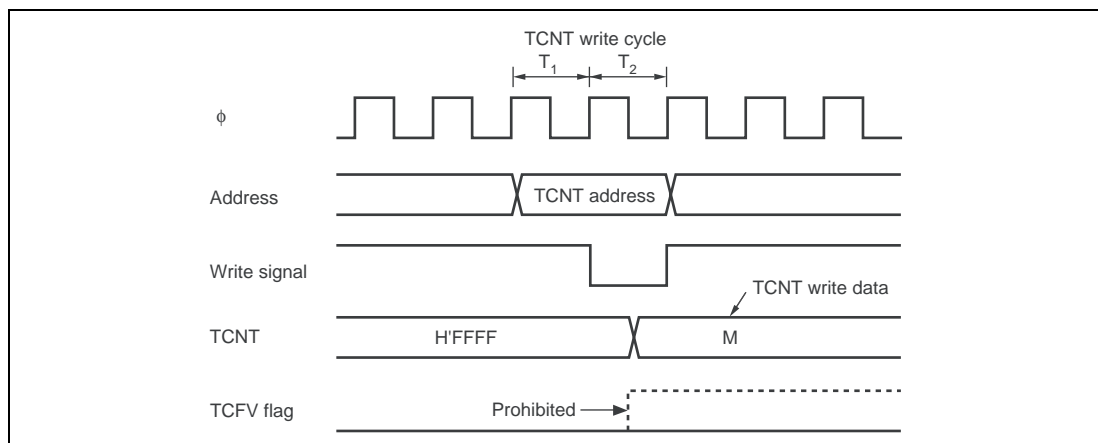 TCNT write cycle
T1 T2
ϕ
Address
TCNT address
Write signal
TCNT write data
TCNT
H'FFFF
M
TCFV flag
Prohibited